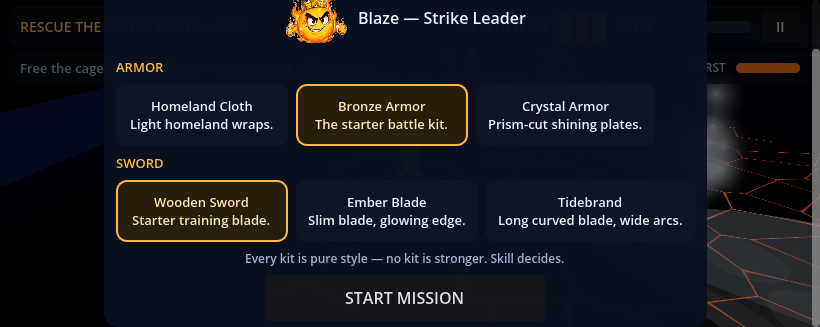 Blaze — Strike Leader
RESCUE THE
Free the cage
RST
ARMOR
Homeland Cloth
Light homeland wraps.
Bronze Armor
The starter battle kit.
Crystal Armor
Prism-cut shining plates.
SWORD
Wooden Sword
Starter training blade.
Ember Blade
Slim blade, glowing edge.
Tidebrand
Long curved blade, wide arcs.
Every kit is pure style — no kit is stronger. Skill decides.
START MISSION